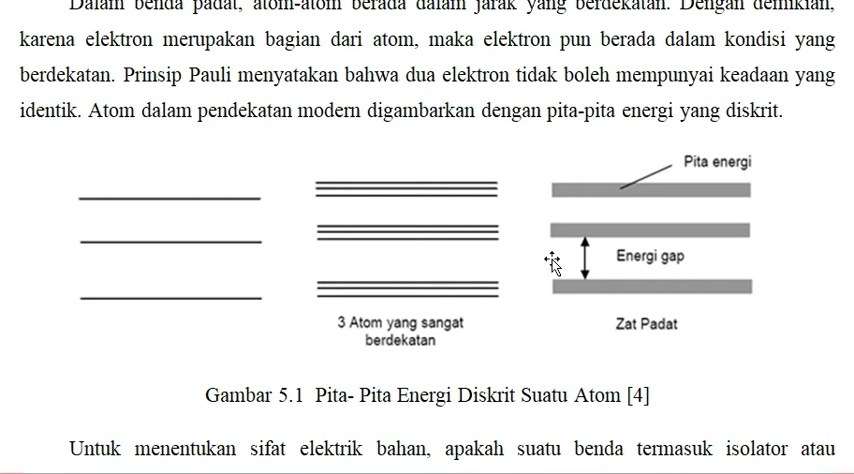 Dalam benda padat, atom-atom berada dalam jarak yang berdekatan. Dengan demikian,
karena elektron merupakan bagian dari atom, maka elektron pun berada dalam kondisi yang
berdekatan. Prinsip Pauli menyatakan bahwa dua elektron tidak boleh mempunyai keadaan yang
identik. Atom dalam pendekatan modern digambarkan dengan pita-pita energi yang diskrit.
Pita energi
Energi gap
3 Atom yang sangat
berdekatan
Zat Padat
Gambar 5.1 Pita- Pita Energi Diskrit Suatu Atom [4]
Untuk menentukan sifat elektrik bahan, apakah suatu benda termasuk isolator atau